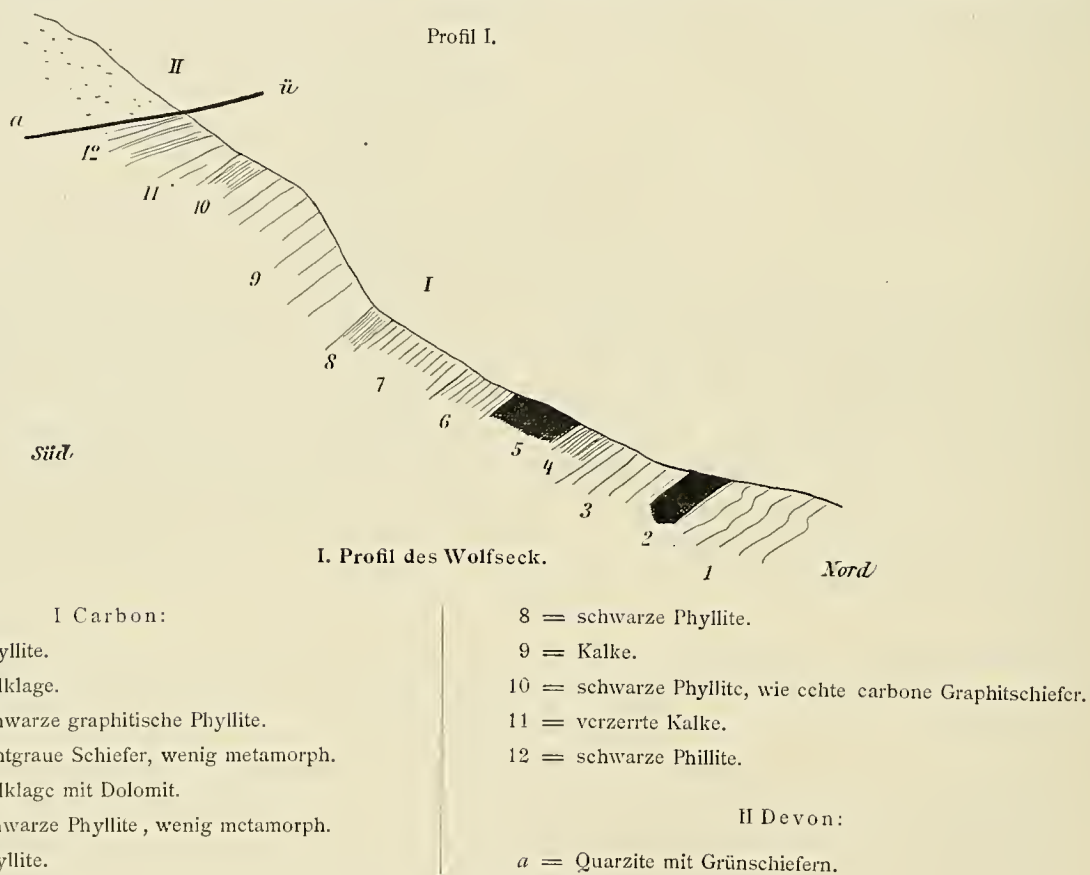 Profil I.
II
ü
a
12
11
10
9
I
8
7
6
5
4
3
2
1
Süd
Nord
I. Profil des Wolfseck.
I Carbon:
yllite.
lklage.
hwarze graphitische Phyllite.
htgraue Schiefer, wenig metamorph.
lklage mit Dolomit.
hwarze Phyllite, wenig metamorph.
yllite.
8 = schwarze Phyllite.
9 = Kalke.
10 = schwarze Phyllite, wie echte carbone Graphitschiefer.
11 = verzerrte Kalke.
12 = schwarze Phillite.
II Devon:
a = Quarzite mit Grünschiefern.